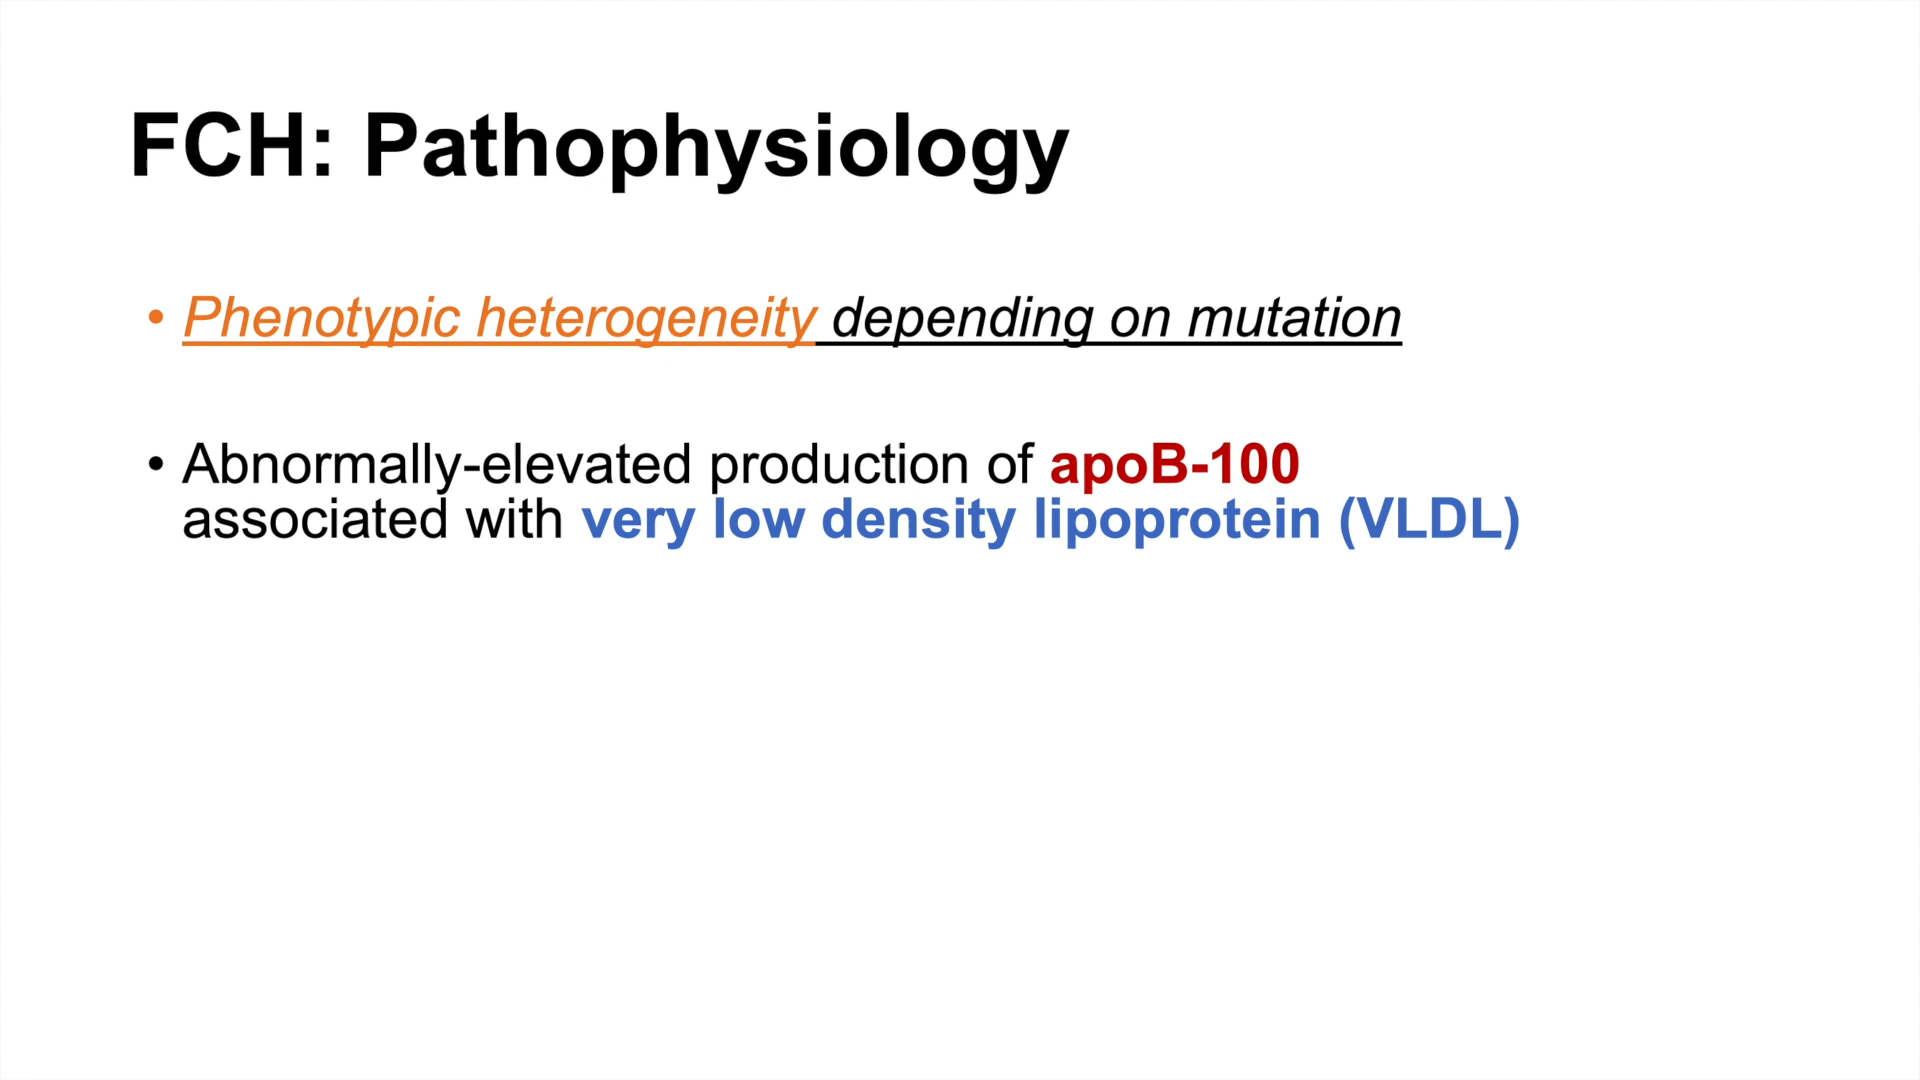 FCH: Pathophysiology
• Phenotypic heterogeneity depending on mutation
• Abnormally-elevated production of apoB-100
associated with very low density lipoprotein (VLDL)